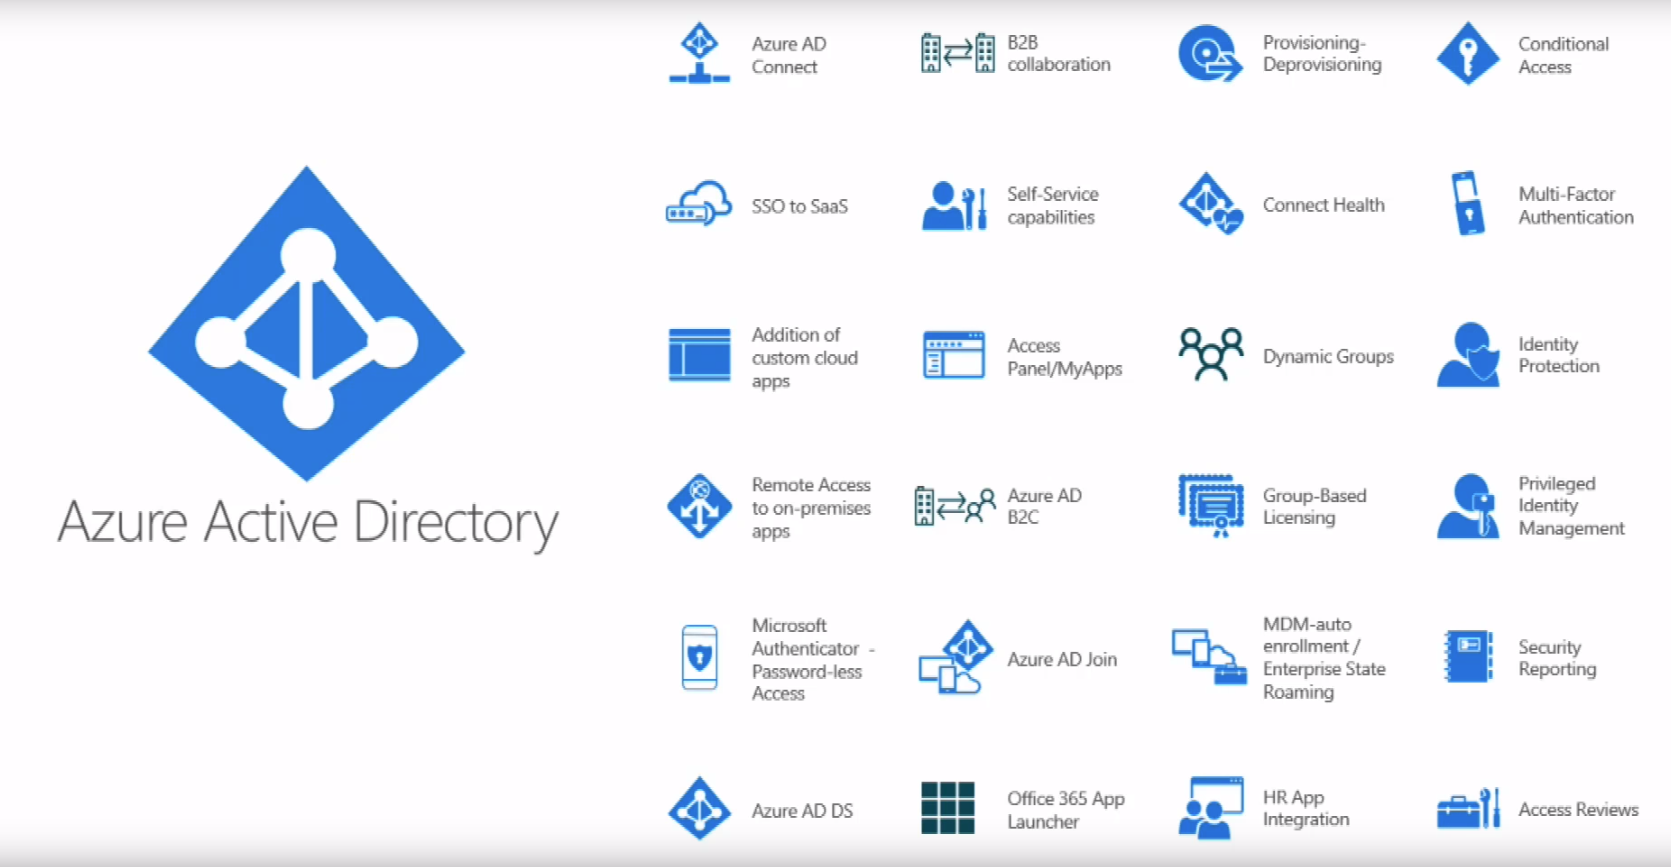 Azure Active Directory
Azure AD
Connect
B2B
collaboration
Provisioning-
Deprovisioning
Conditional
Access
SSO to SaaS
Self-Service
capabilities
Connect Health
Multi-Factor
Authentication
Addition of
custom cloud
apps
Access
Panel/MyApps
Dynamic Groups
Identity
Protection
Remote Access
to on-premises
apps
Azure AD
B2C
Group-Based
Licensing
Privileged
Identity
Management
Microsoft
Authenticator -
Password-less
Access
Azure AD Join
MDM-auto
enrollment /
Enterprise State
Roaming
Security
Reporting
Azure AD DS
Office 365 App
Launcher
HR App
Integration
Access Reviews